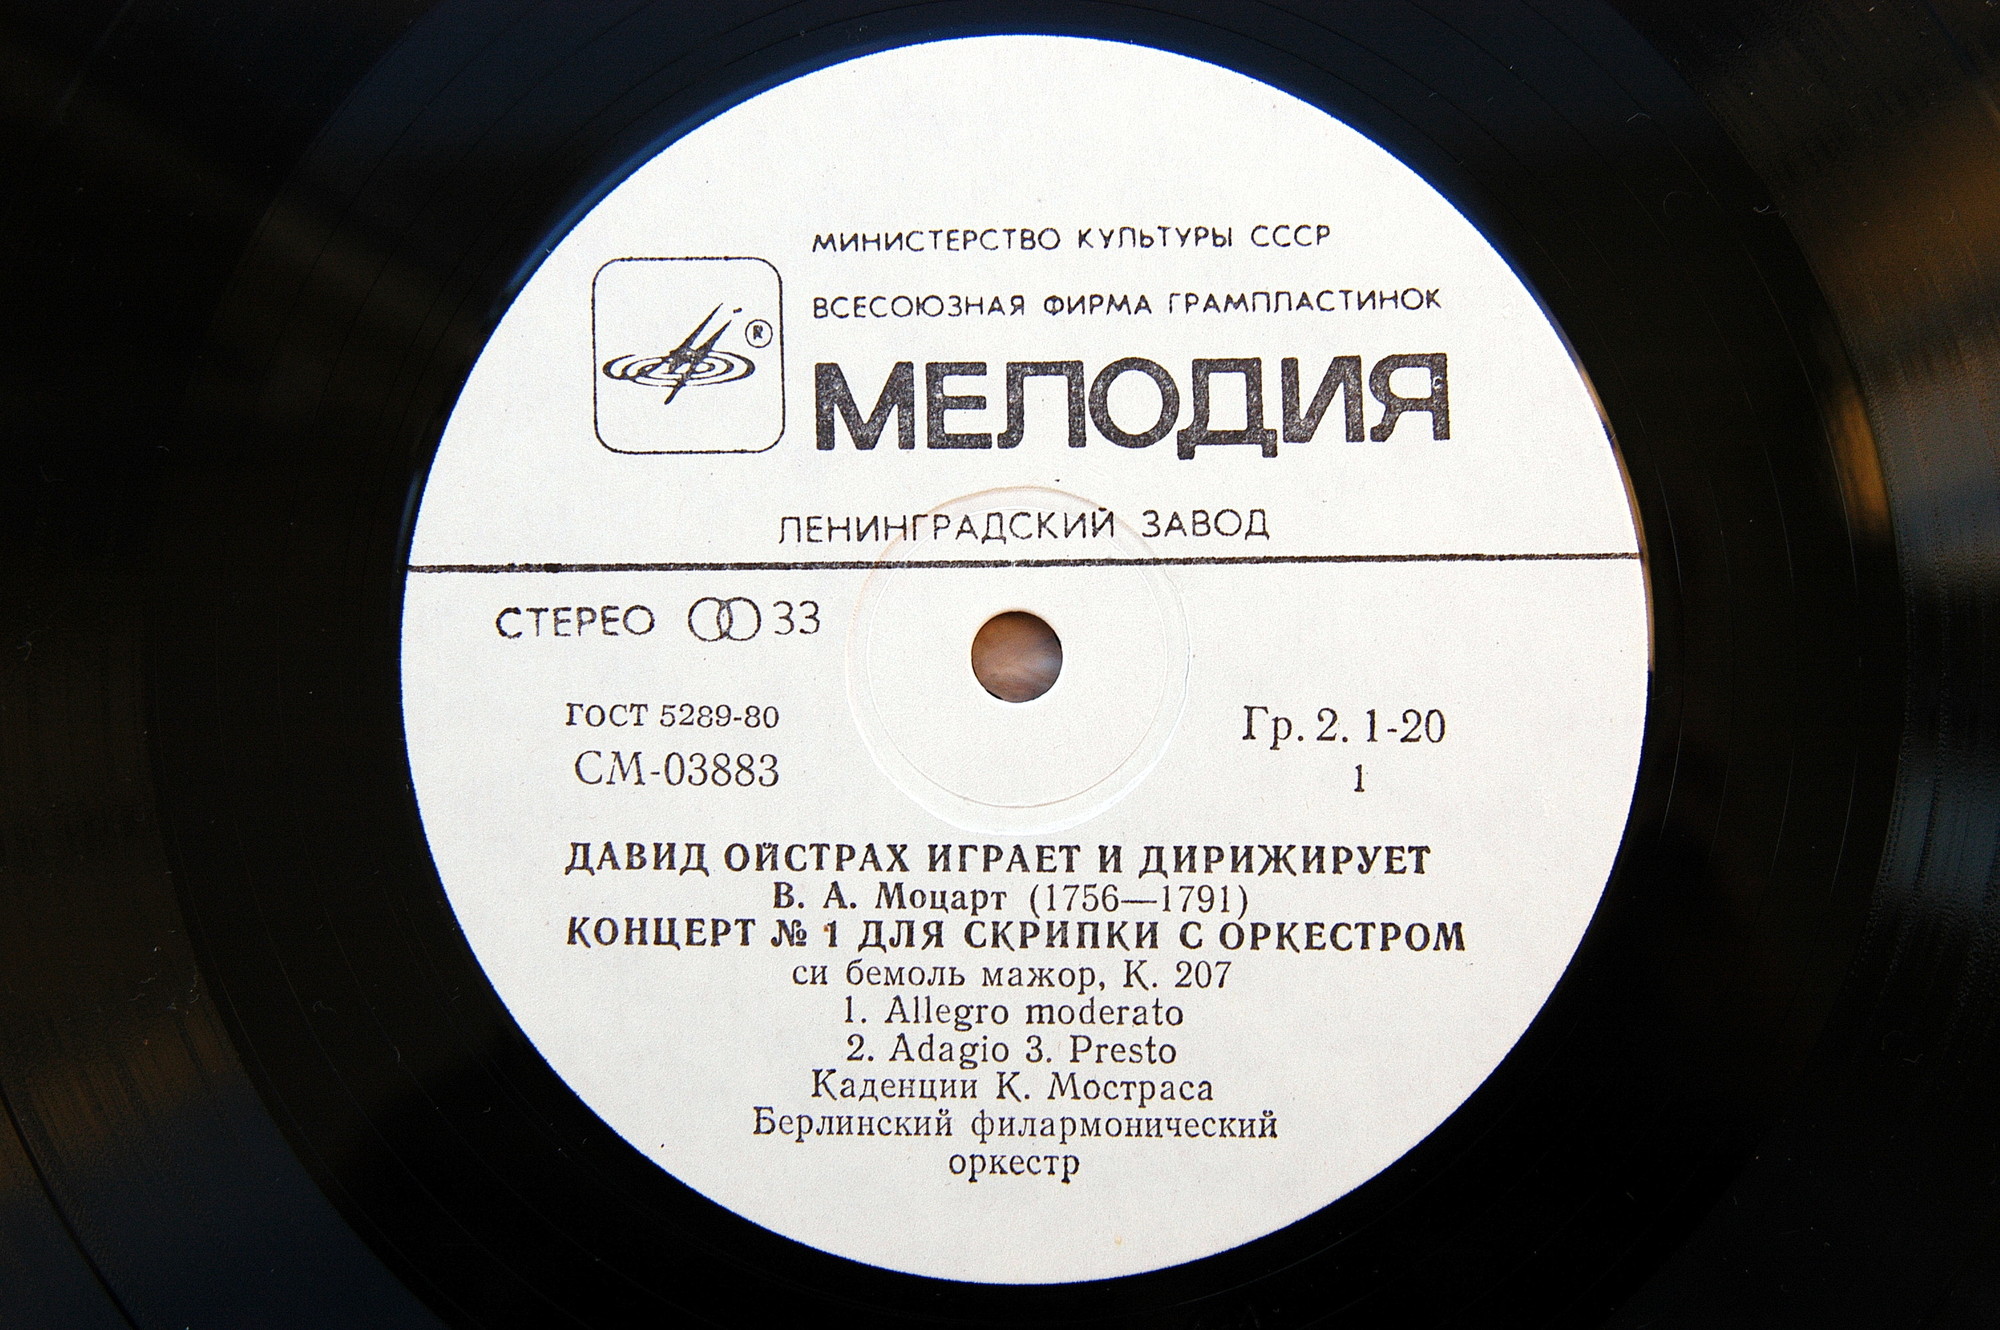 МИНИСТЕРСТВО КУЛЬТУРЫ СССР
ВСЕСОЮЗНАЯ ФИРМА ГРАМПЛАСТИНОК
®
МЕЛОДИЯ
ЛЕНИНГРАДСКИЙ ЗАВОД
СТЕРЕО 33
ГОСТ 5289-80
Гр. 2. 1-20
СМ-03883
1
ДАВИД ОЙСТРАХ ИГРАЕТ И ДИРИЖИРУЕТ
В. А. Моцарт (1756—1791)
КОНЦЕРТ № 1 ДЛЯ СКРИПКИ С ОРКЕСТРОМ
си бемоль мажор, К. 207
1. Allegro moderato
2. Adagio 3. Presto
Каденции К. Мостраса
Берлинский филармонический
оркестр